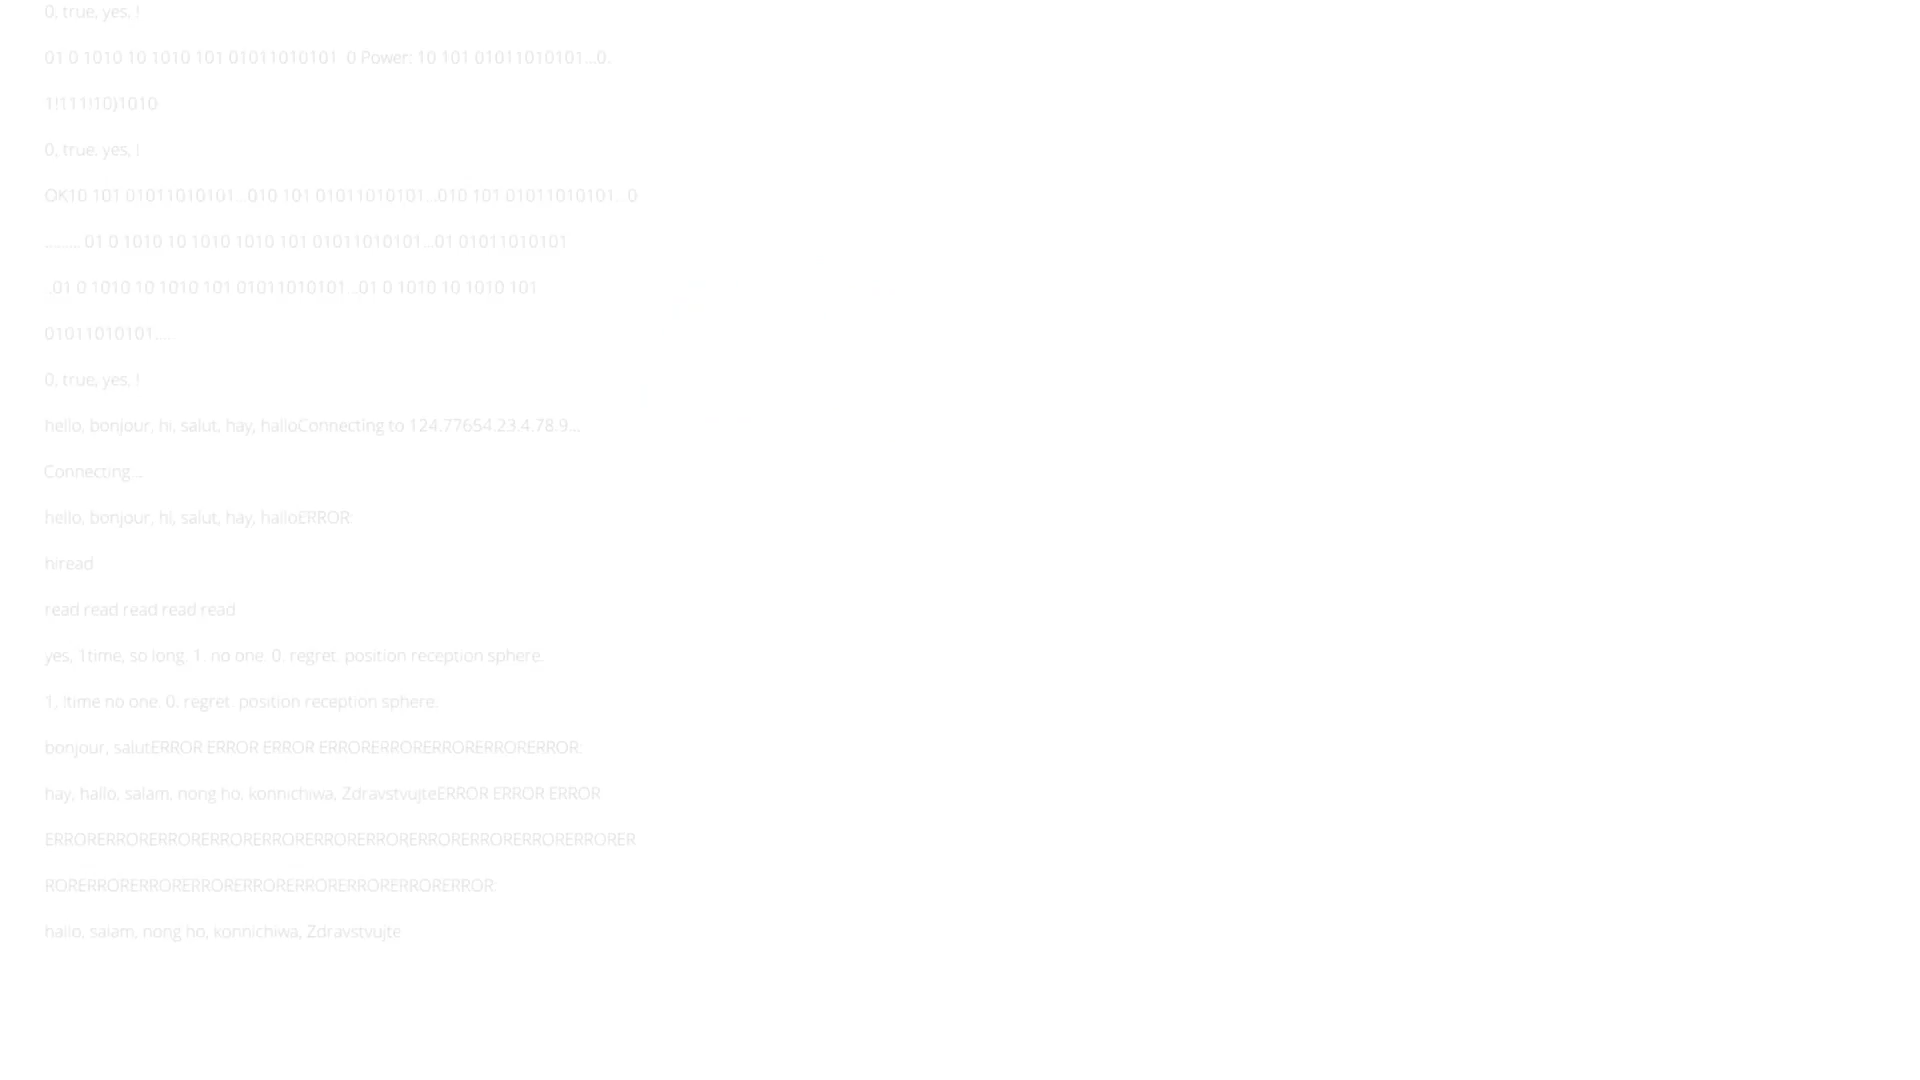 0, true, yes, !
01 0 1010 10 1010 101 01011010101  0 Power: 10 101 01011010101...0.
1!111!10)1010
0, true, yes, !
OK10 101 01011010101...010 101 01011010101...010 101 01011010101...0
......... 01 0 1010 10 1010 1010 101 01011010101...01 01011010101
..01 0 1010 10 1010 101 01011010101...01 0 1010 10 1010 101
01011010101....
0, true, yes, !
hello, bonjour, hi, salut, hay, halloConnecting to 124.77654.23.4.78.9...
Connecting...
hello, bonjour, hi, salut, hay, halloERROR:
hiread
read read read read read
yes, 1time, so long. 1. no one. 0. regret. position reception sphere.
1, !time no one. 0. regret. position reception sphere.
bonjour, salutERROR ERROR ERROR ERRORERRORERRORERRORERROR:
hay, hallo, salam, nong ho, konnichiwa, ZdravstvujteERROR ERROR ERROR
ERRORERRORERRORERRORERRORERRORERRORERRORERRORERRORERRORER
RORERRORERRORERRORERRORERRORERRORERRORERROR:
hallo, salam, nong ho, konnichiwa, Zdravstvujte